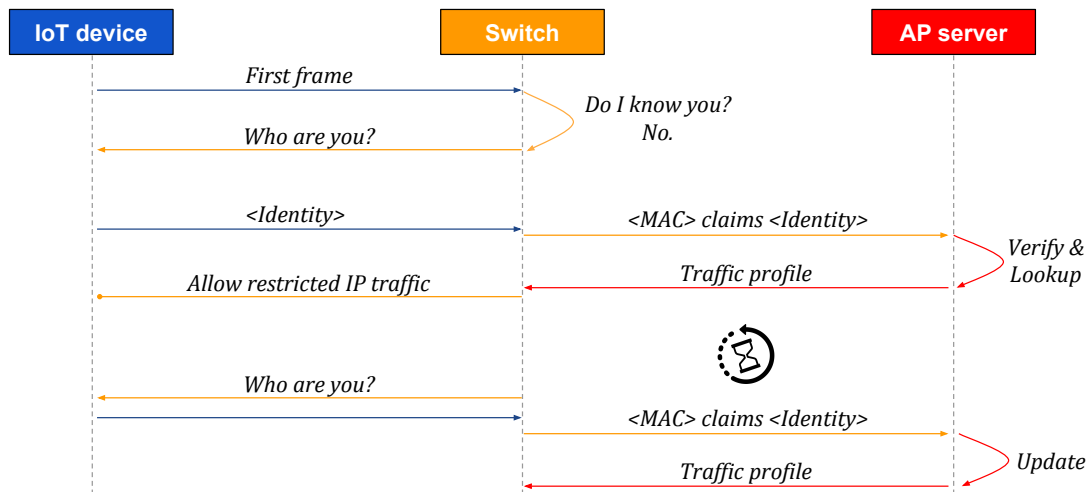 IoT device
Switch
AP server
First frame
Do I know you?
No.
Who are you?
<Identity>
<MAC> claims <Identity>
Verify &
Lookup
Traffic profile
Allow restricted IP traffic
Who are you?
<MAC> claims <Identity>
Update
Traffic profile